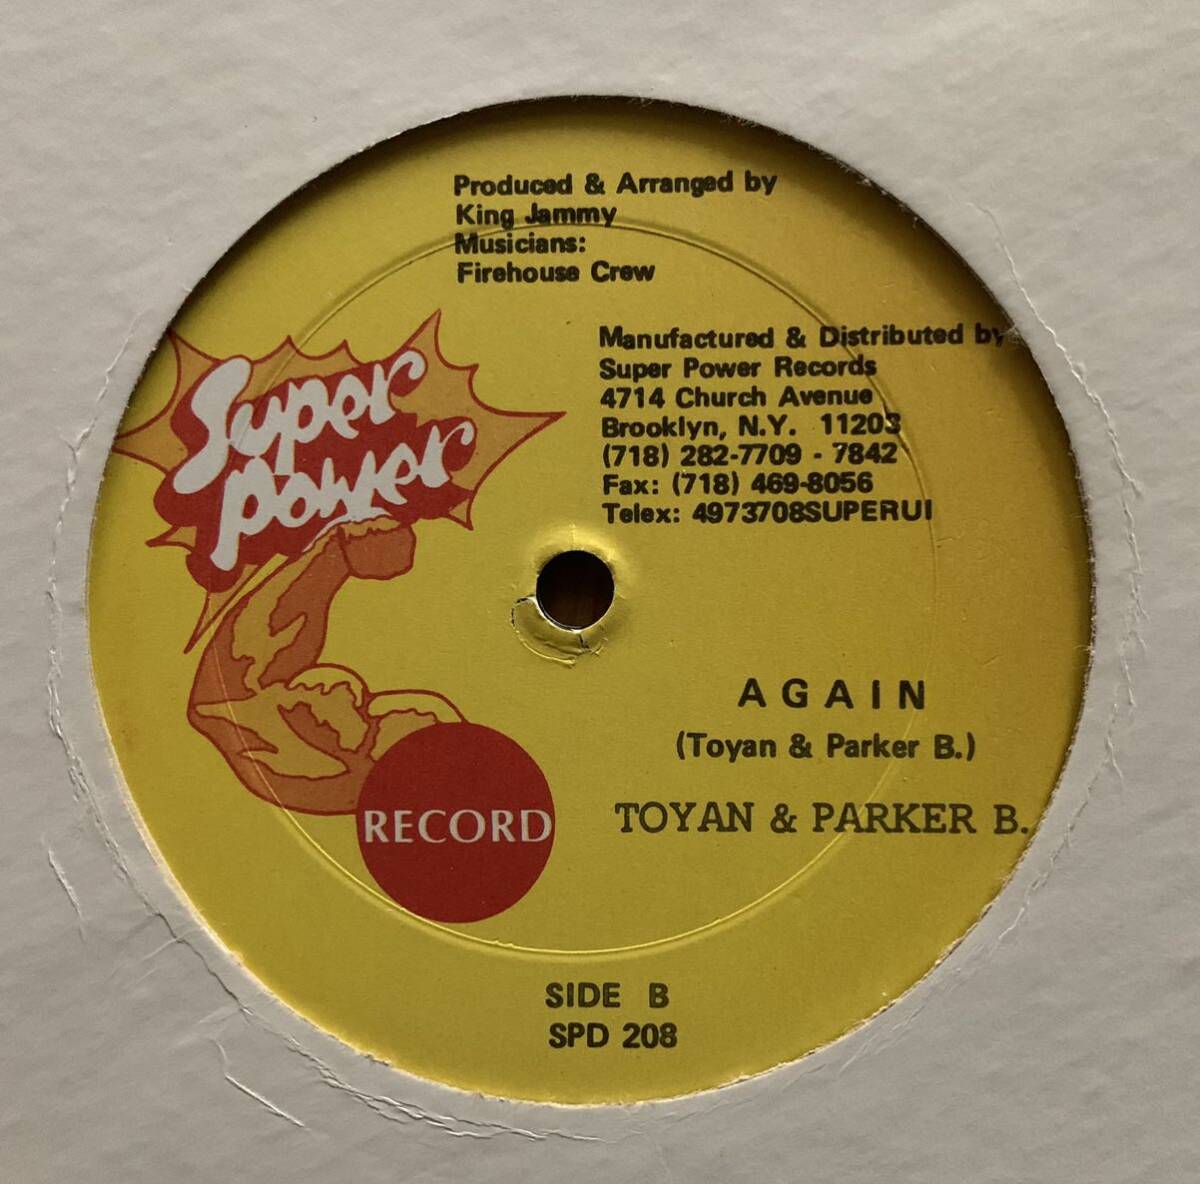 Produced & Arranged by
King Jammy
Musicians:
Firehouse Crew
Manufactured & Distributed by
Super Power Records
4714 Church Avenue
Brooklyn, N.Y. 11203
(718) 282-7709 - 7842
Fax: (718) 469-8056
Telex: 4973708SUPERUI
Super
Power
RECORD
AGAIN
(Toyan & Parker B.)
TOYAN & PARKER B.
SIDE B
SPD 208